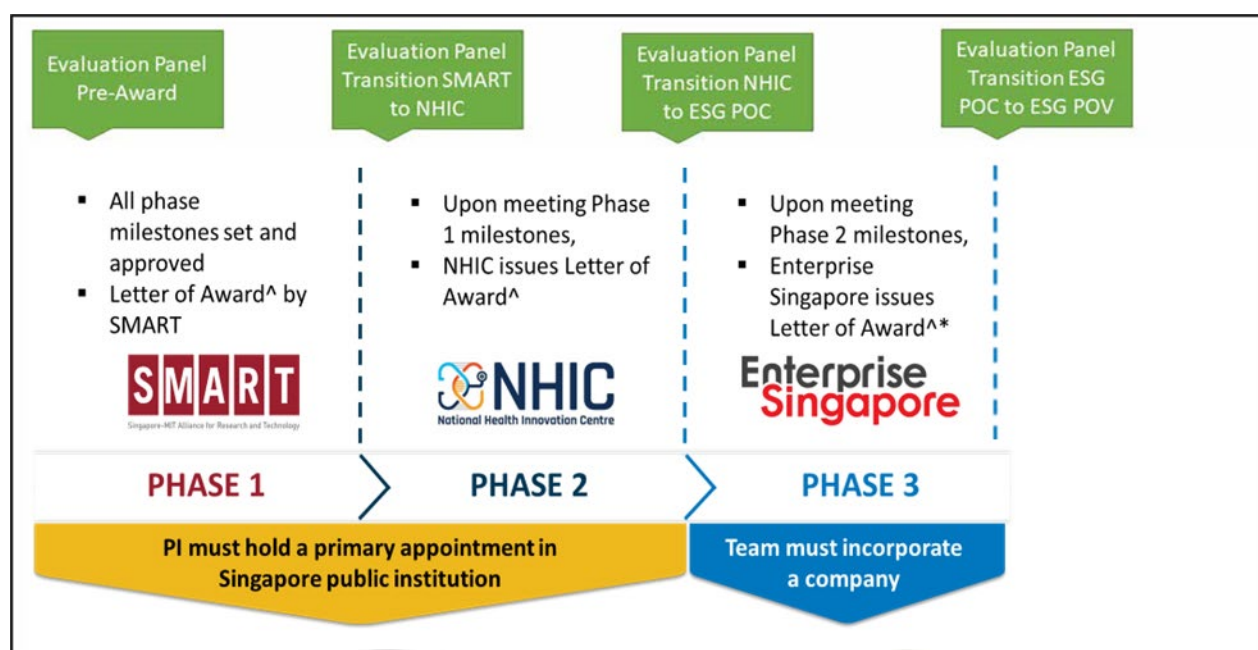 Evaluation Panel
Pre-Award
Evaluation Panel
Transition SMART
to NHIC
Evaluation Panel
Transition NHIC
to ESG POC
Evaluation Panel
Transition ESG
POC to ESG POV
▪ All phase
milestones set and
approved
▪ Letter of Award^ by
SMART
SMART
Singapore-MIT Alliance for Research and Technology
▪ Upon meeting Phase
1 milestones,
▪ NHIC issues Letter of
Award^
NHIC
National Health Innovation Centre
▪ Upon meeting
Phase 2 milestones,
▪ Enterprise
Singapore issues
Letter of Award^*
Enterprise
Singapore
PHASE 1
PHASE 2
PHASE 3
PI must hold a primary appointment in
Singapore public institution
Team must incorporate
a company